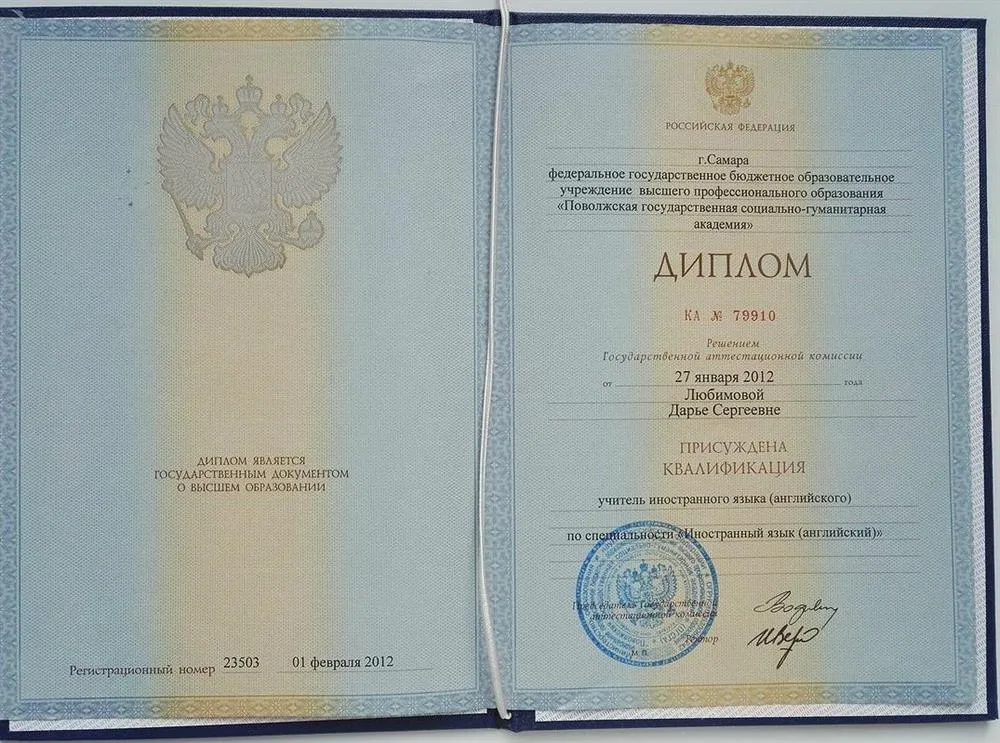 ДИПЛОМ ЯВЛЯЕТСЯ
ГОСУДАРСТВЕННЫМ ДОКУМЕНТОМ
О ВЫСШЕМ ОБРАЗОВАНИИ
Регистрационный номер 23503 01 февраля 2012
РОССИЙСКАЯ ФЕДЕРАЦИЯ
г.Самара
федеральное государственное бюджетное образовательное
учреждение высшего профессионального образования
«Поволжская государственная социально-гуманитарная
академия»
ДИПЛОМ
КА № 79910
Решением
Государственной аттестационной комиссии
от 27 января 2012 года
Любимовой
Дарье Сергеевне
ПРИСУЖДЕНА
КВАЛИФИКАЦИЯ
учитель иностранного языка (английского)
по специальности «Иностранный язык (английский)»
Председатель Государственной
аттестационной комиссии
Ректор
М.П.